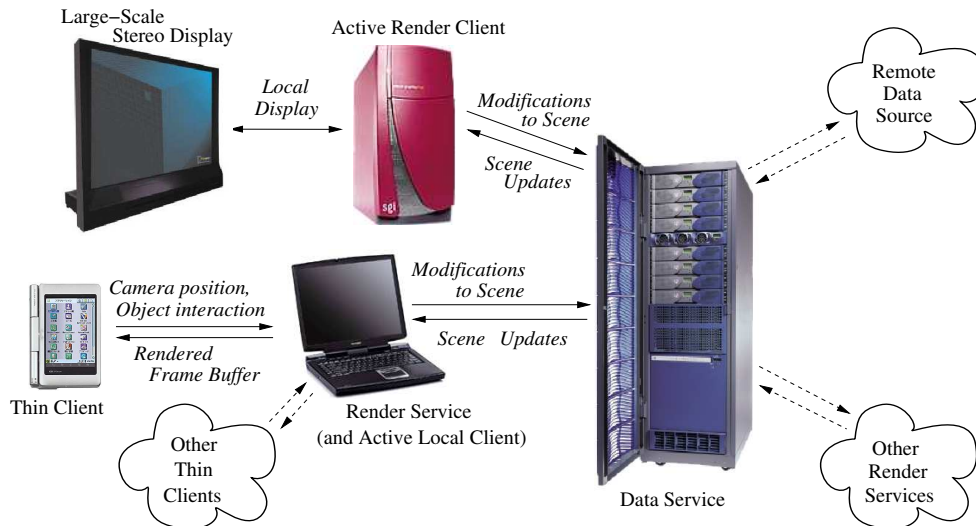 Large–Scale
Stereo Display
Active Render Client
Local
Display
Modifications
to Scene
Scene
Updates
Remote
Data
Source
sgi
Camera position,
Object interaction
Rendered
Frame Buffer
Thin Client
Modifications
to Scene
Scene Updates
Render Service
(and Active Local Client)
Other
Thin
Clients
Data Service
Other
Render
Services